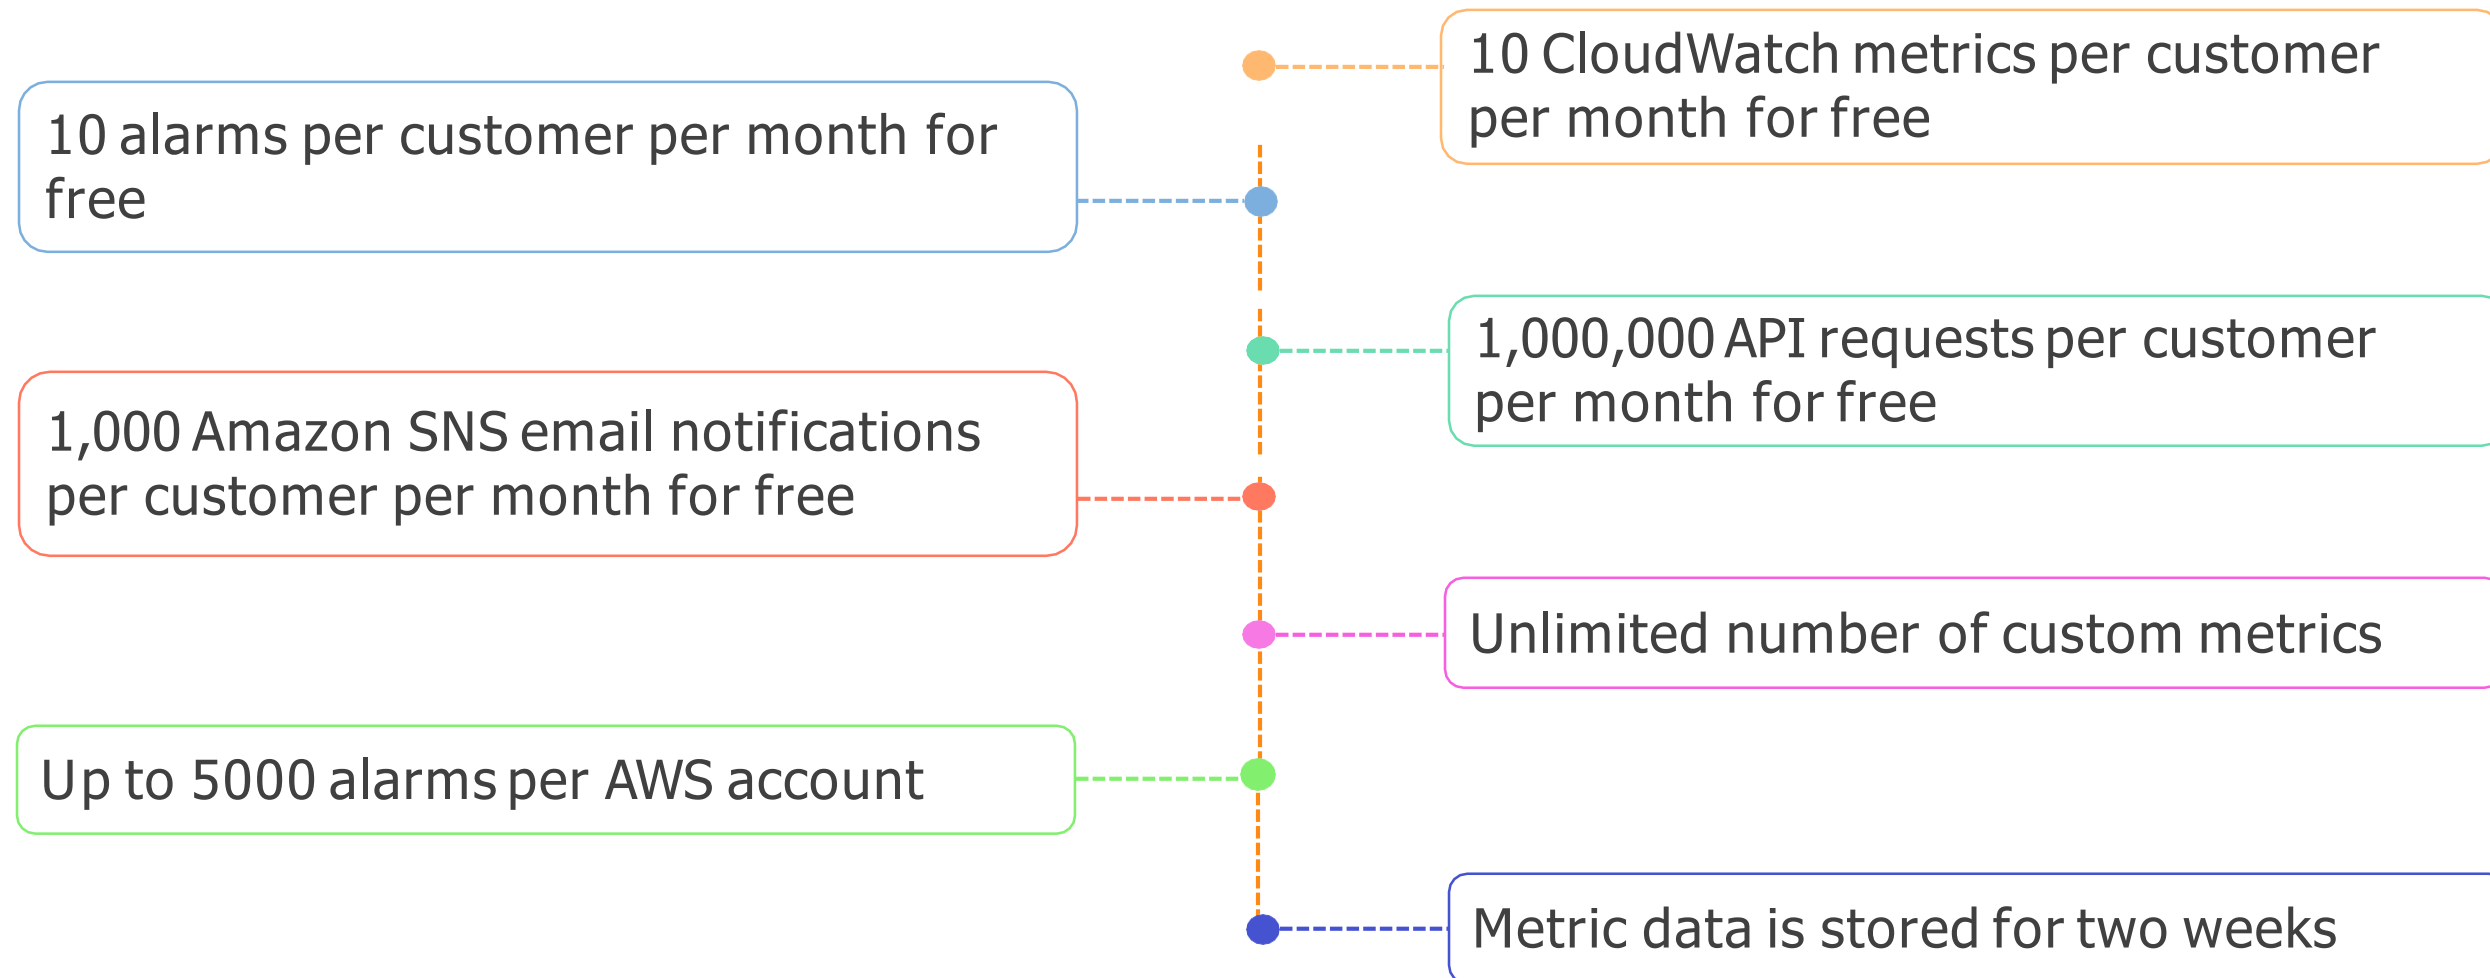 10 CloudWatch metrics per customer
per month for free
10 alarms per customer per month for
free
1,000,000 API requests per customer
per month for free
1,000 Amazon SNS email notifications
per customer per month for free
Unlimited number of custom metrics
Up to 5000 alarms per AWS account
Metric data is stored for two weeks